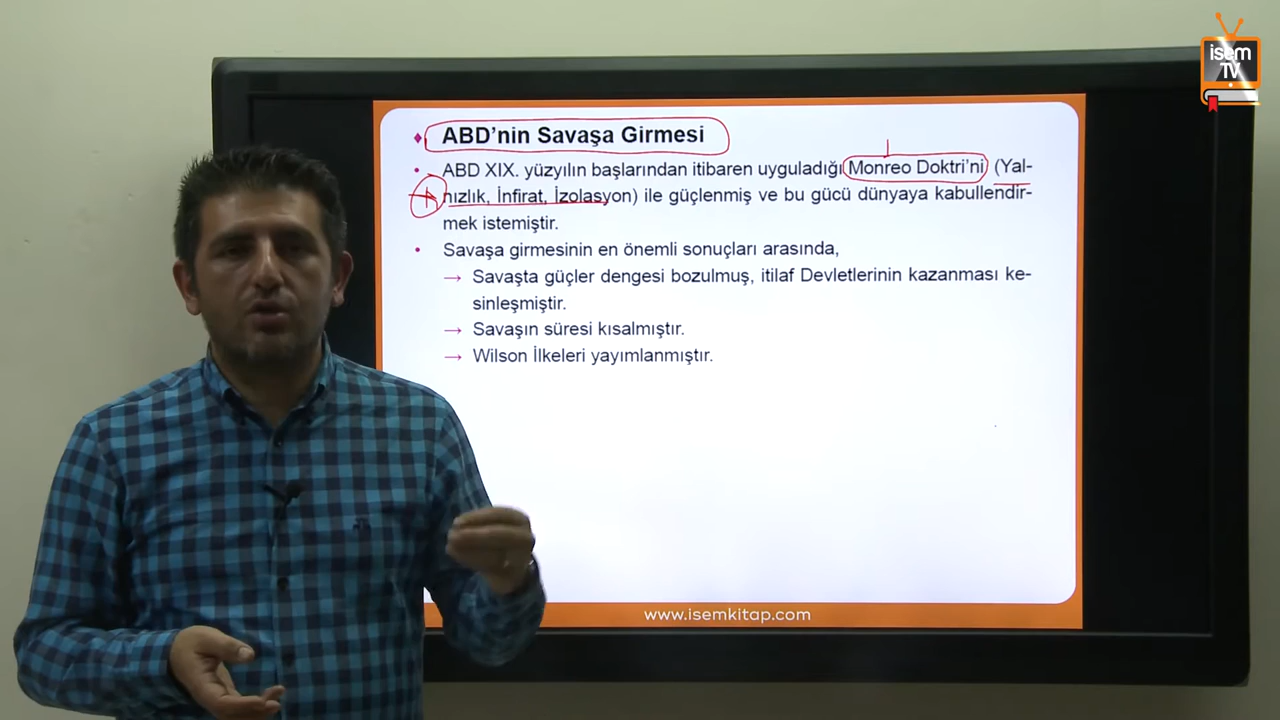 isem
TV
ABD'nin Savaşa Girmesi
ABD XIX. yüzyılın başlarından itibaren uyguladığı Monreo Doktri'ni (Yal-
nızlık, İnfirat, İzolasyon) ile güçlenmiş ve bu gücü dünyaya kabullendir-
mek istemiştir.
Savaşa girmesinin en önemli sonuçları arasında,
→ Savaşta güçler dengesi bozulmuş, itilaf Devletlerinin kazanması ke-
sinleşmiştir.
→ Savaşın süresi kısalmıştır.
→ Wilson İlkeleri yayımlanmıştır.
www.isemkitap.com